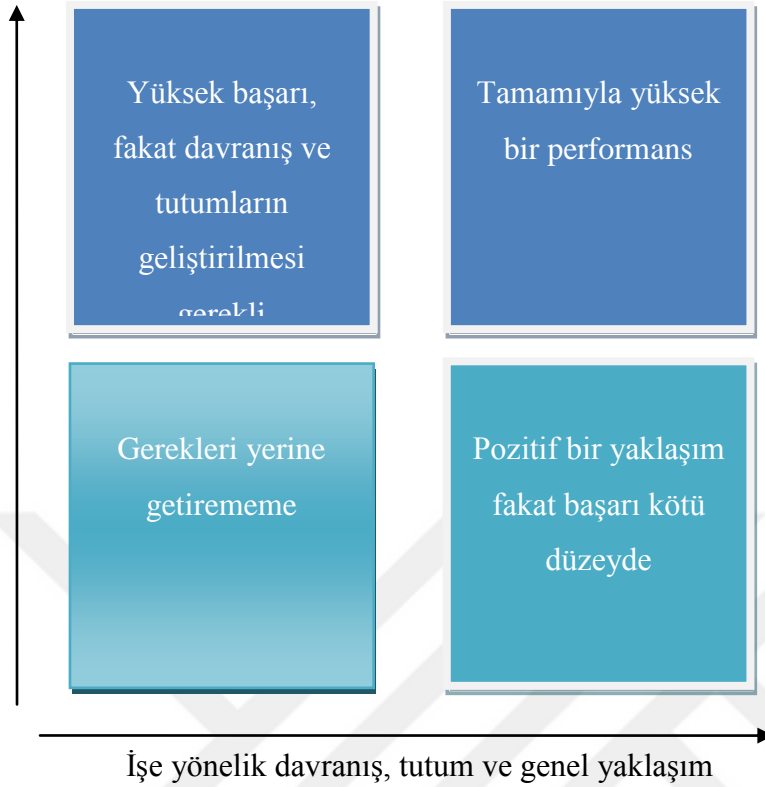 Yüksek başarı,
fakat davranış ve
tutumların
geliştirilmesi
gerekli
Tamamıyla yüksek
bir performans
Gerekleri yerine
getirememe
Pozitif bir yaklaşım
fakat başarı kötü
düzeyde
İşe yönelik davranış, tutum ve genel yaklaşım